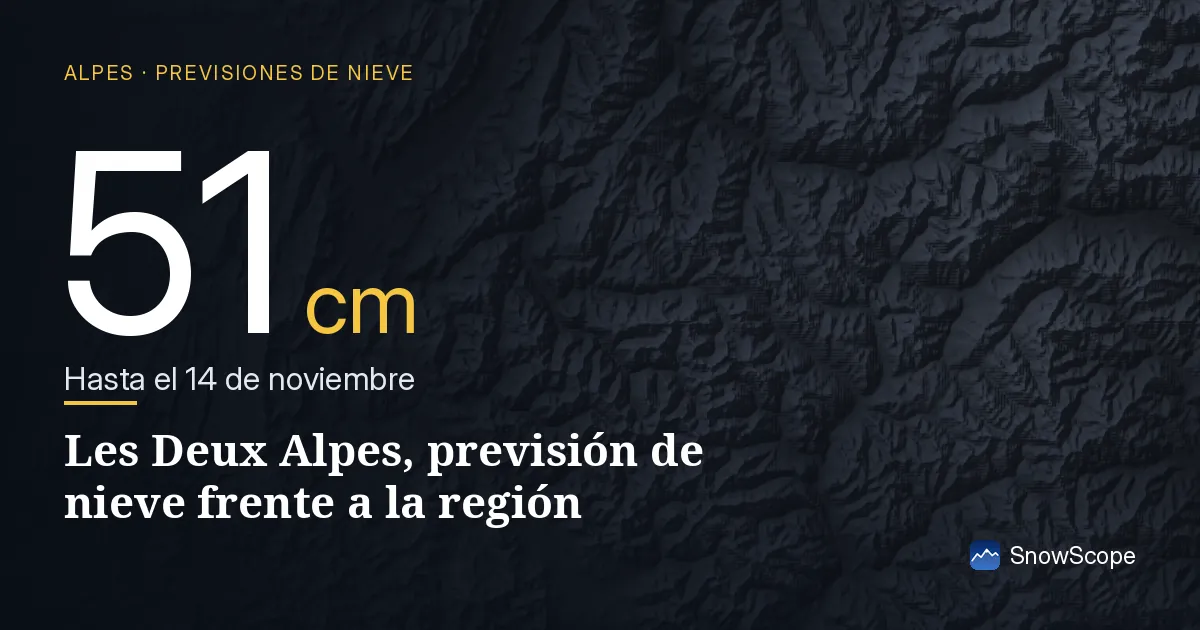 ALPES · PREVISIONES DE NIEVE
51 cm
Hasta el 14 de noviembre
Les Deux Alpes, previsión de
nieve frente a la región
SnowScope